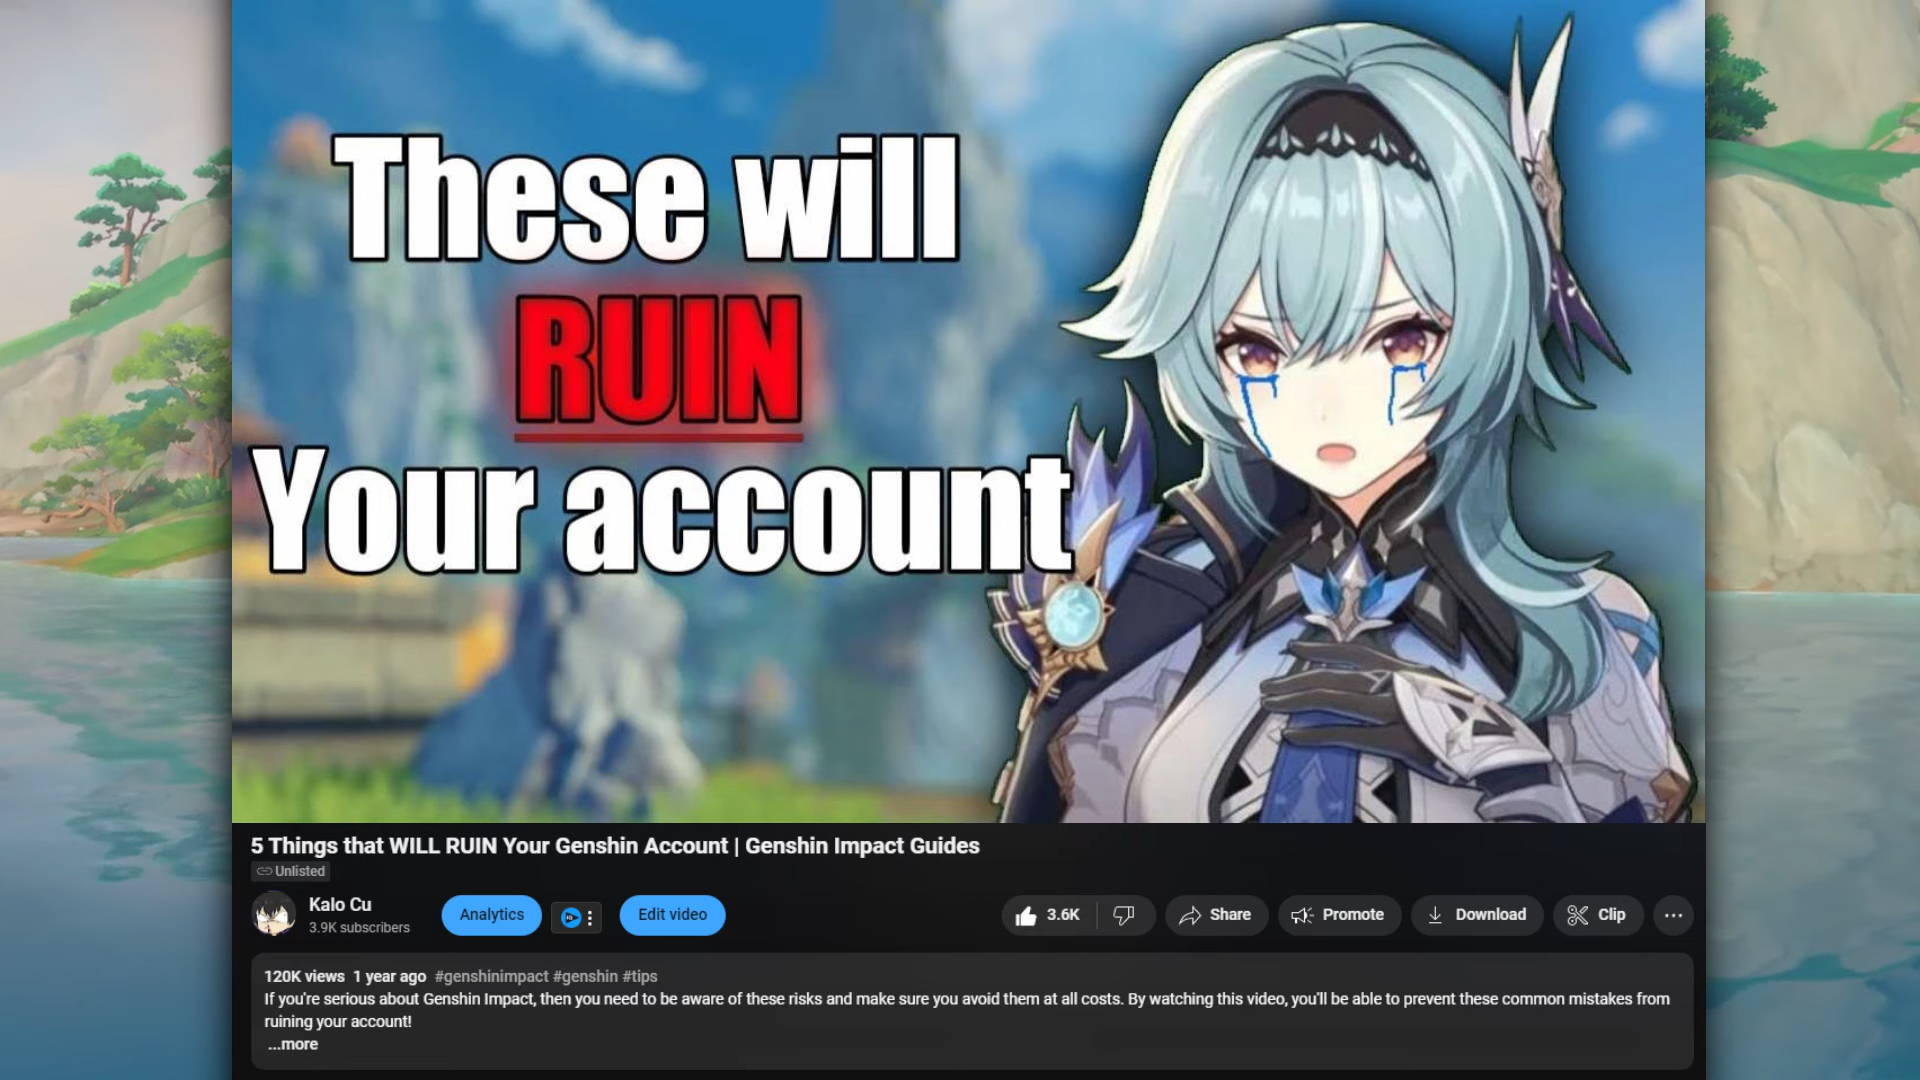 These will
RUIN
Your account
5 Things that WILL RUIN Your Genshin Account | Genshin Impact Guides
Unlisted
Kalo Cu
3.9K subscribers
Analytics
Edit video
3.6K
Share
Promote
Download
Clip
120K views 1 year ago #genshinimpact #genshin #tips
If you're serious about Genshin Impact, then you need to be aware of these risks and make sure you avoid them at all costs. By watching this video, you'll be able to prevent these common mistakes from
ruining your account!
...more